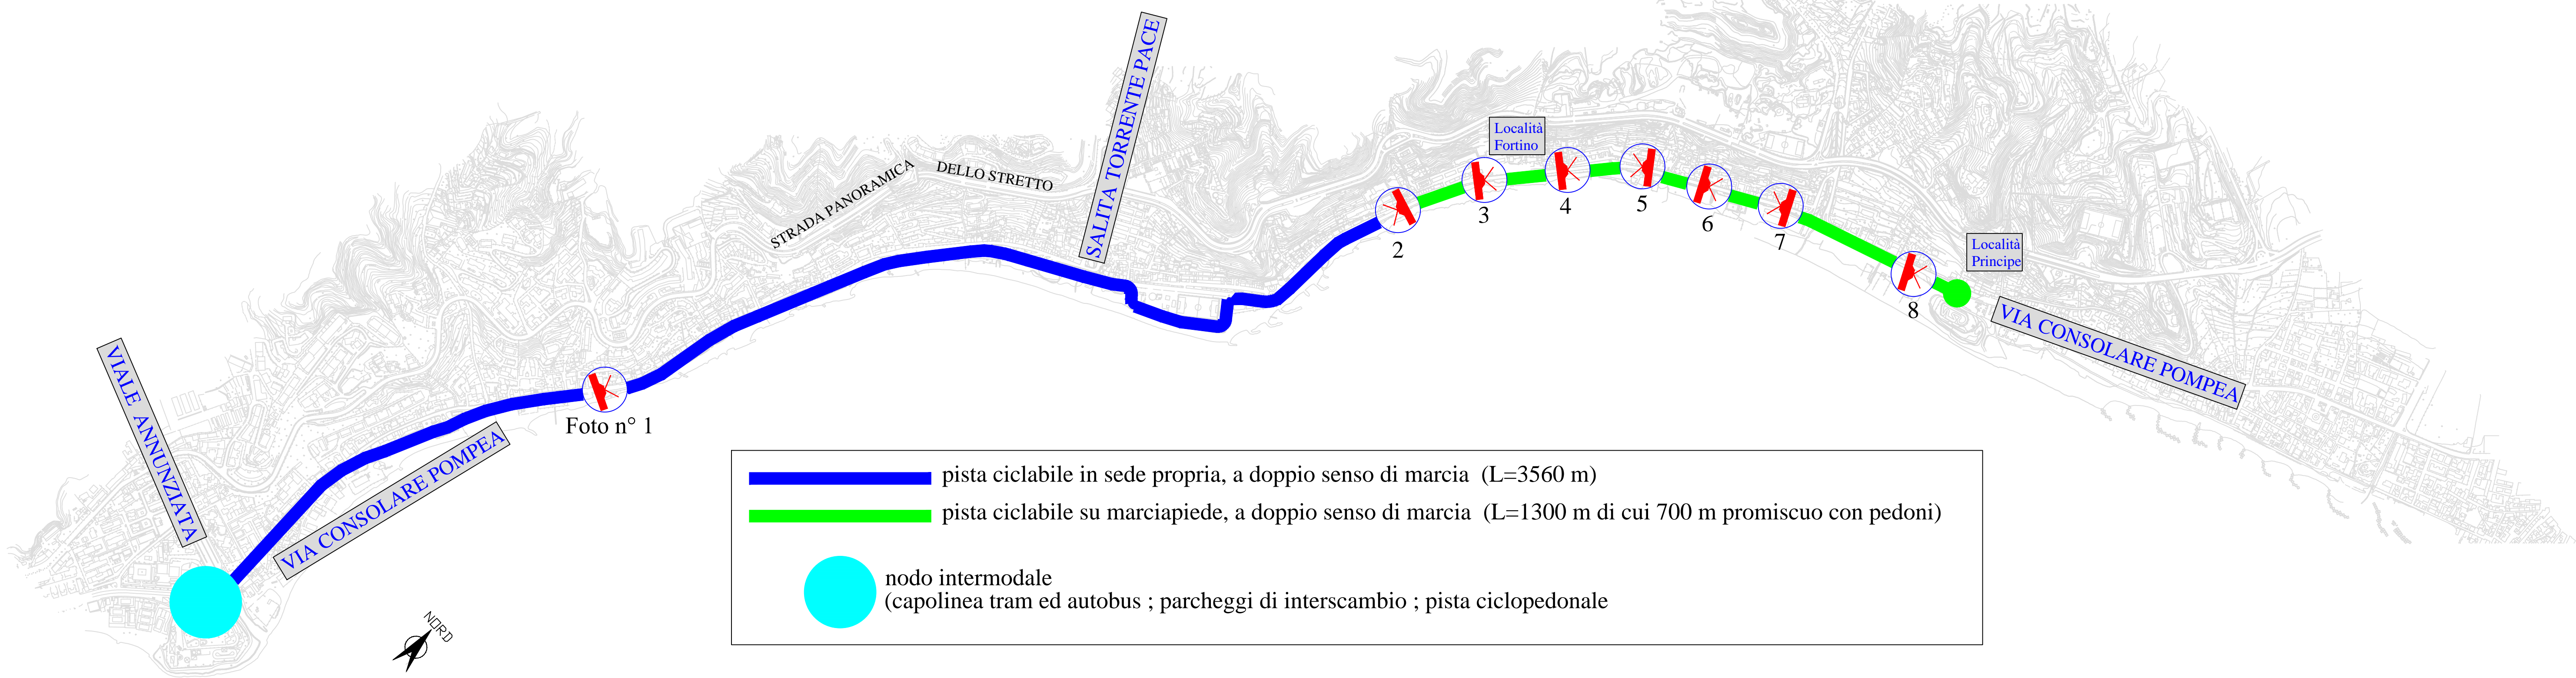 SALITA TORRENTE PACE
Località
Fortino
STRADA PANORAMICA
DELLO STRETTO
2
3
4
5
6
7
8
Località
Principe
VIA CONSOLARE POMPEA
VIALE ANNUNZIATA
Foto n° 1
VIA CONSOLARE POMPEA
NORD
pista ciclabile in sede propria, a doppio senso di marcia (L=3560 m)
pista ciclabile su marciapiede, a doppio senso di marcia (L=1300 m di cui 700 m promiscuo con pedoni)
nodo intermodale
(capolinea tram ed autobus ; parcheggi di interscambio ; pista ciclopedonale